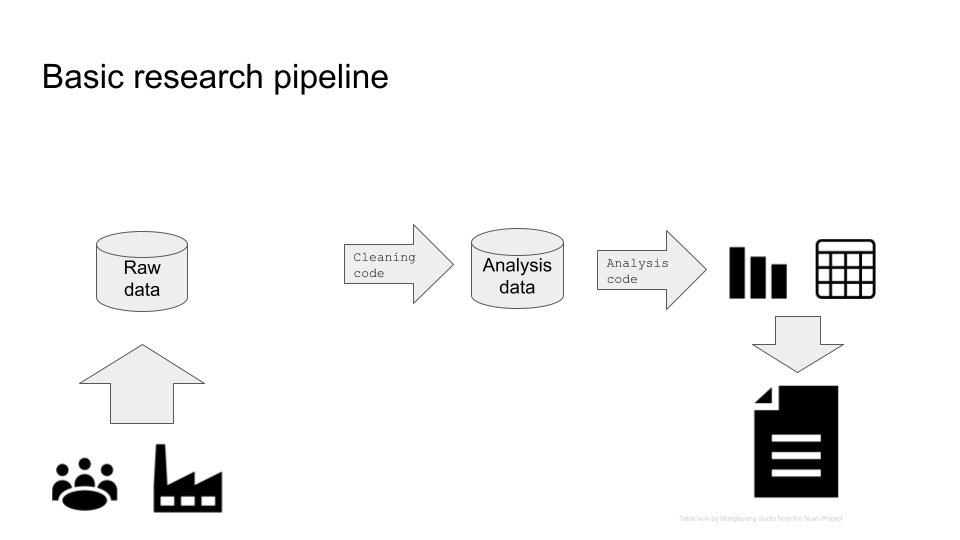 Basic research pipeline
Raw
data
Cleaning
code
Analysis
data
Analysis
code
Table icon by Manglayang studio from the Noun Project